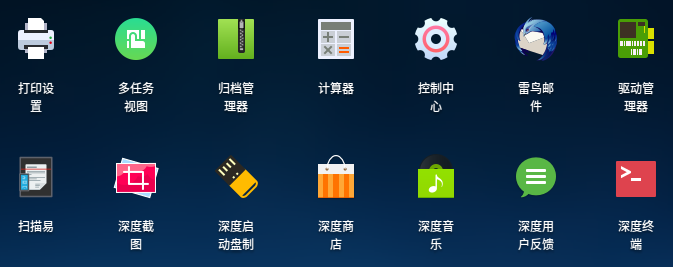 打印设
置
多任务
视图
归档管
理器
计算器
控制中
心
雷鸟邮
件
驱动管
理器
扫描易
深度截
图
深度启
动盘制
深度商
店
深度音
乐
深度用
户反馈
深度终
端